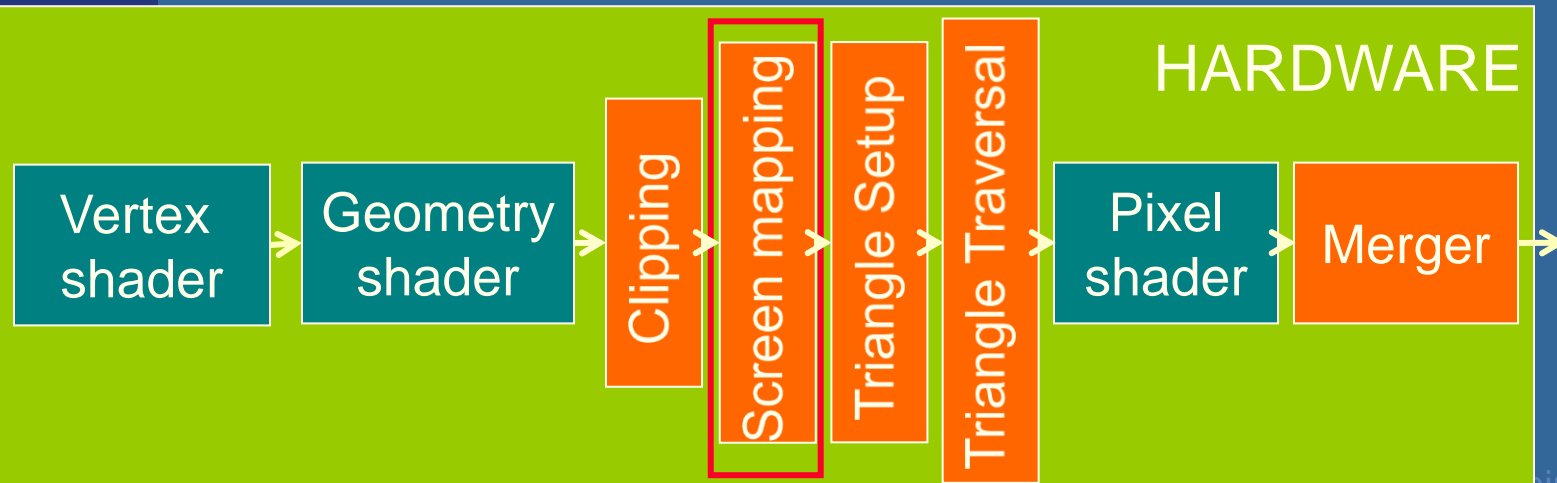 HARDWARE
Vertex
shader
Geometry
shader
Clipping
Screen mapping
Triangle Setup
Triangle Traversal
Pixel
shader
Merger